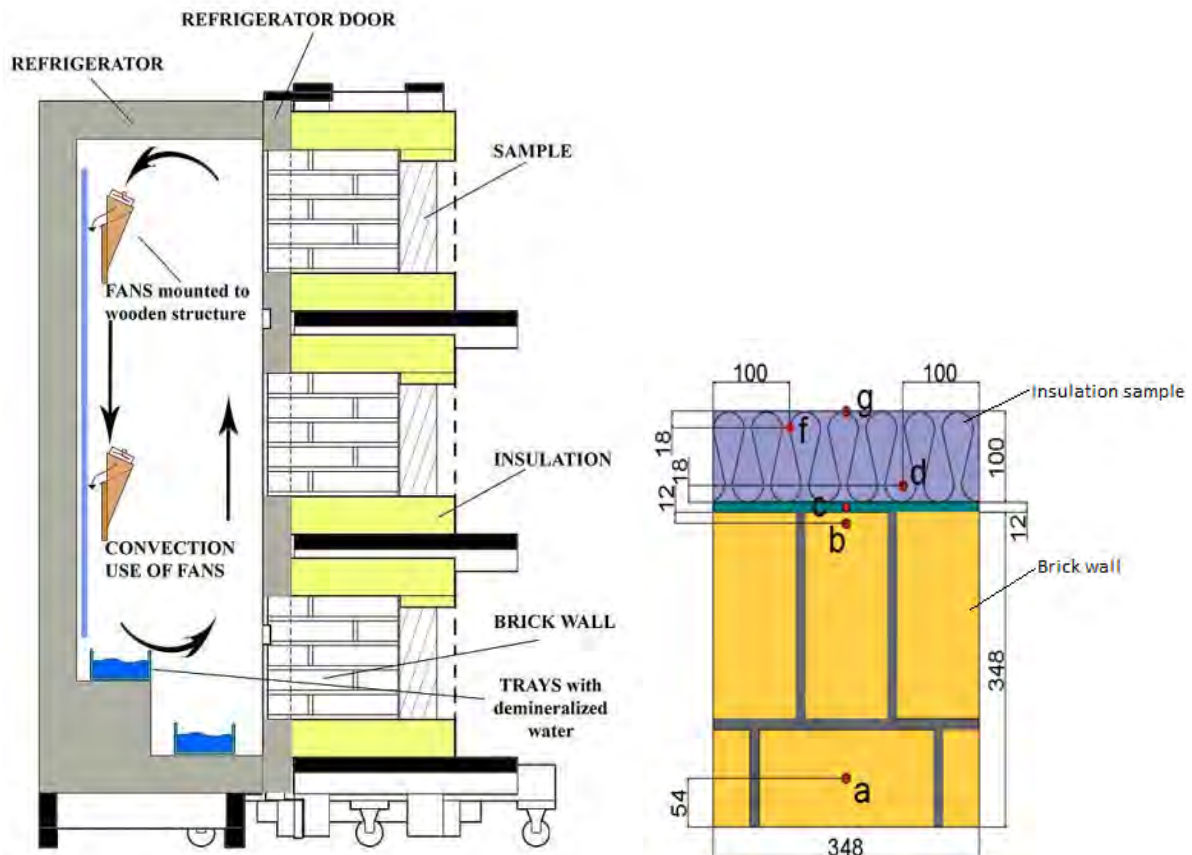 REFRIGERATOR DOOR
REFRIGERATOR
SAMPLE
FANS mounted to
wooden structure
INSULATION
CONVECTION
USE OF FANS
BRICK WALL
TRAYS with
demineralized
water
100
100
g
Insulation sample
18
f
18
d
100
12
c
b
12
Brick wall
348
54
a
348